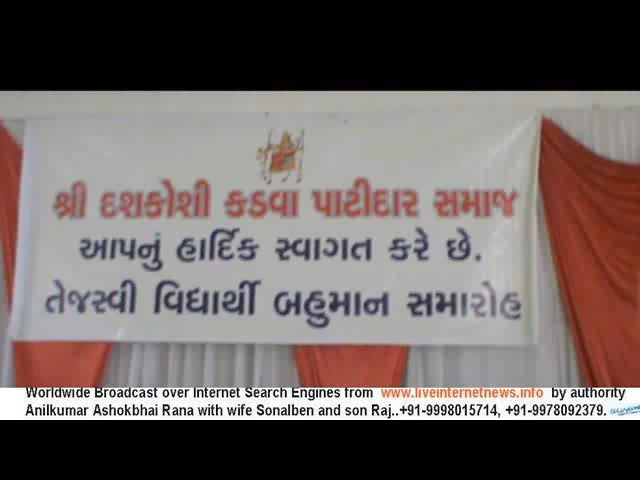 શ્રી દશકોશી કડવા પાટીદાર સમાજ
આપનું હાર્દિક સ્વાગત કરે છે.
તેજસ્વી વિદ્યાર્થી બહુમાન સમારોહ
Worldwide Broadcast over Internet Search Engines from www.liveinternetnews.info by authority
Anilkumar Ashokbhai Rana with wife Sonalben and son Raj..+91-9998015714, +91-9978092379.